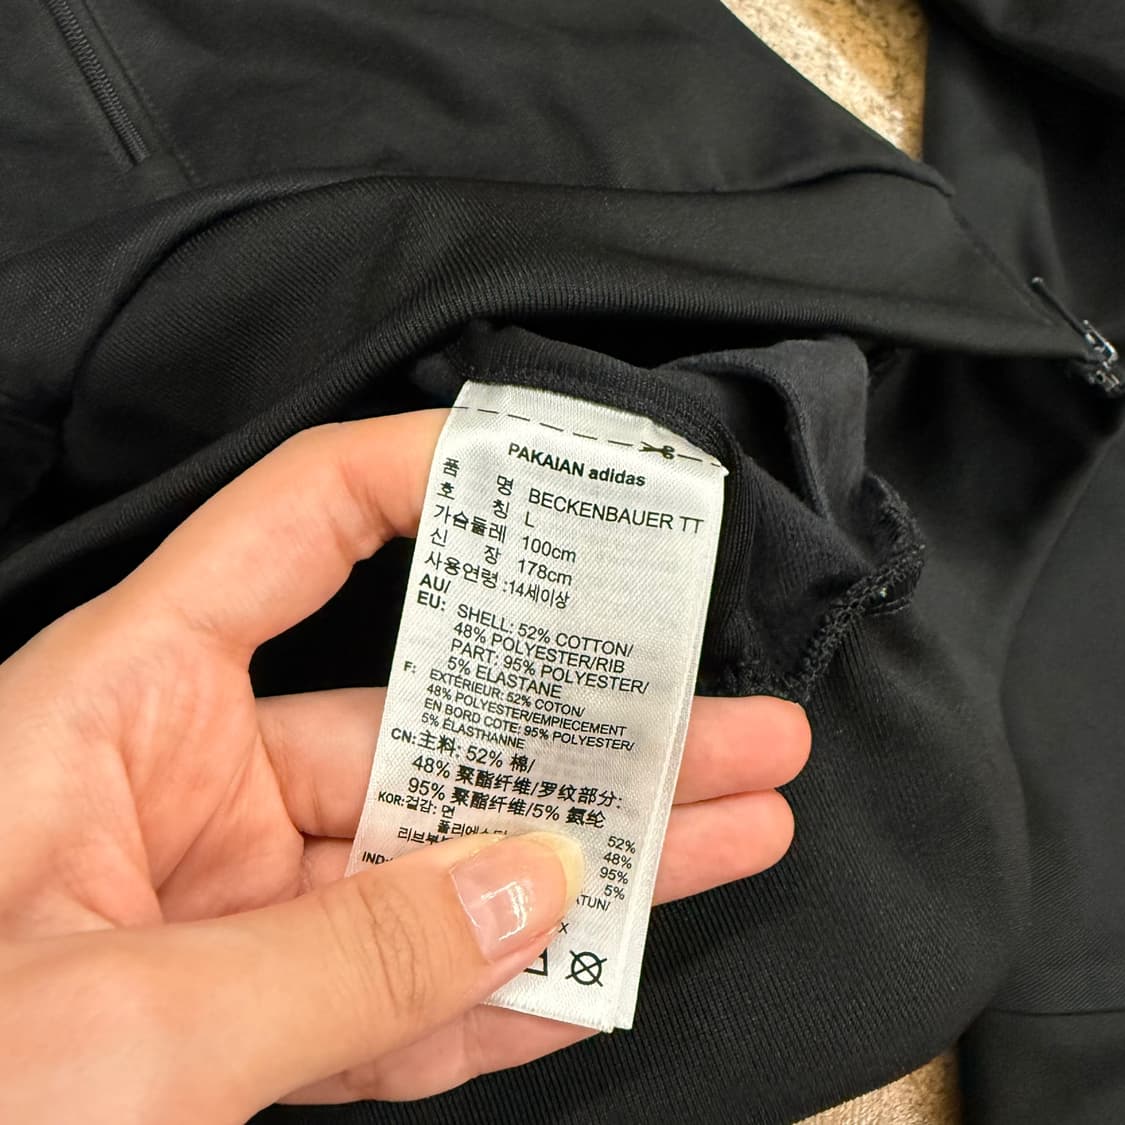 PAKAIAN adidas
품 명 BECKENBAUER TT
호 칭 L
가슴둘레 100cm
신 장 178cm
사용연령 :14세이상
AU/
EU: SHELL: 52% COTTON/
48% POLYESTER/RIB
PART: 95% POLYESTER/
5% ELASTANE
F: EXTÉRIEUR: 52% COTON/
48% POLYESTER/EMPIECEMENT
EN BORD COTE: 95% POLYESTER/
5% ÉLASTHANNE
CN: 主料: 52% 棉/
48% 聚酯纤维/罗纹部分:
95% 聚酯纤维/5% 氨纶
KOR: 겉감: 면 52%
48%
95%
5%
IND: